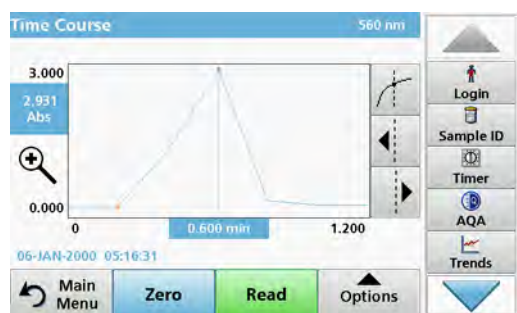 Time Course 560 nm
3.000
2.931
Abs
0.000
0 0.600 min 1.200
06-JAN-2000 05:16:31
Main
Menu
Zero
Read
Options
Login
Sample ID
Timer
AQA
Trends